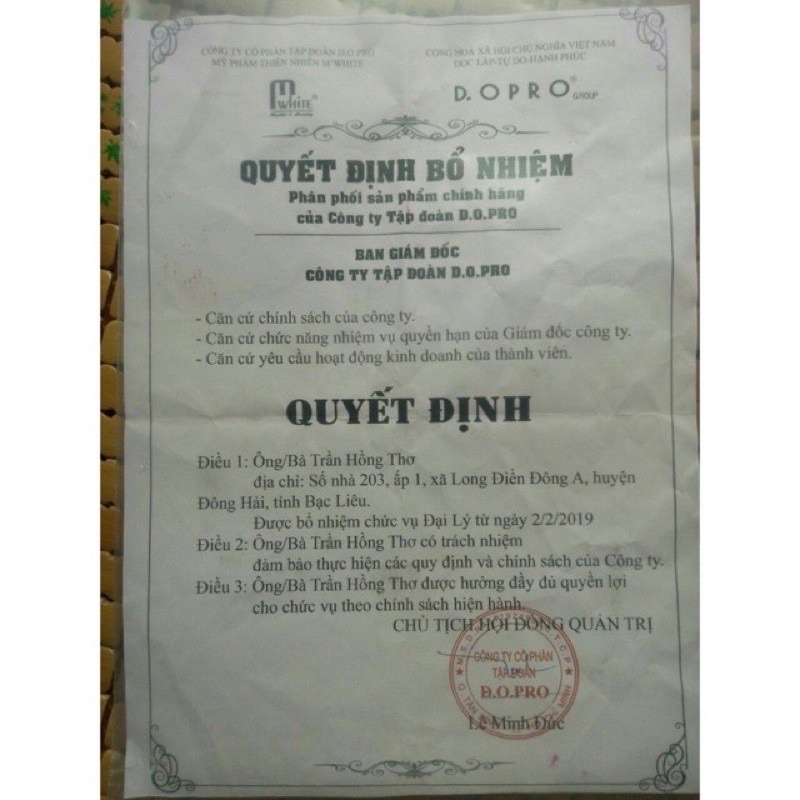 CÔNG TY CỔ PHẦN TẬP ĐOÀN D.O.PRO
MỸ PHẨM THIÊN NHIÊN M'WHITE
CỘNG HOÀ XÃ HỘI CHỦ NGHĨA VIỆT NAM
ĐỘC LẬP-TỰ DO-HẠNH PHÚC
M WHITE®
D. O P R O® GROUP
QUYẾT ĐỊNH BỔ NHIỆM
Phân phối sản phẩm chính hãng
của Công ty Tập đoàn D.O.PRO
BAN GIÁM ĐỐC
CÔNG TY TẬP ĐOÀN D.O.PRO
- Căn cứ chính sách của công ty.
- Căn cứ chức năng nhiệm vụ quyền hạn của Giám đốc công ty.
- Căn cứ yêu cầu hoạt động kinh doanh của thành viên.
QUYẾT ĐỊNH
Điều 1: Ông/Bà Trần Hồng Thơ
địa chỉ: Số nhà 203, ấp 1, xã Long Điền Đông A, huyện
Đông Hải, tỉnh Bạc Liêu.
Được bổ nhiệm chức vụ Đại Lý từ ngày 2/2/2019
Điều 2: Ông/Bà Trần Hồng Thơ có trách nhiệm
đảm bảo thực hiện các quy định và chính sách của Công ty.
Điều 3: Ông/Bà Trần Hồng Thơ được hưởng đầy đủ quyền lợi
cho chức vụ theo chính sách hiện hành.
CHỦ TỊCH HỘI ĐỒNG QUẢN TRỊ
CÔNG TY CỔ PHẦN
TẬP ĐOÀN
D.O.PRO
Lê Minh Đức